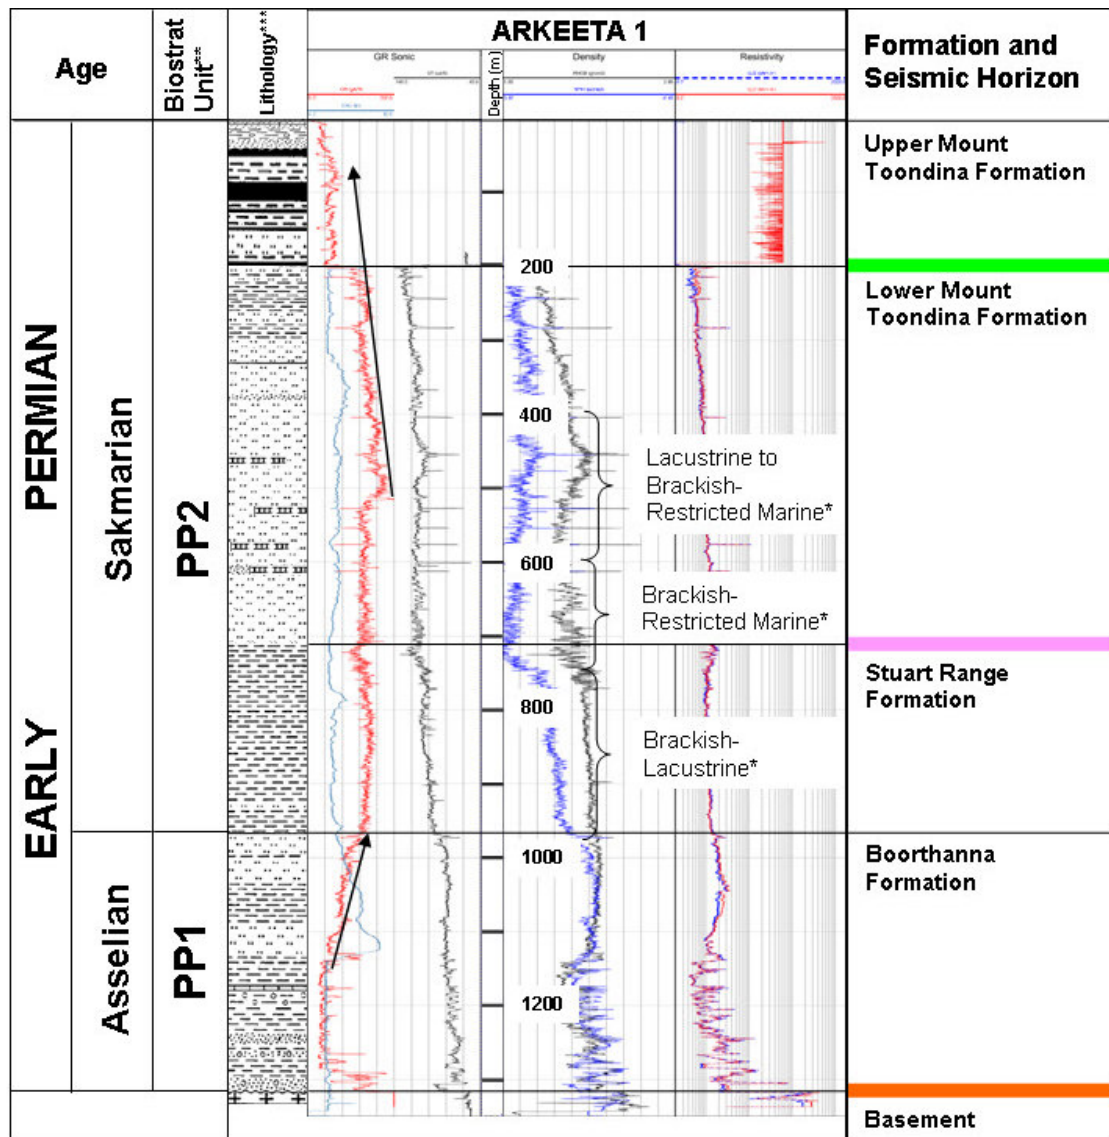 ARKEETA 1
Age
Biostrat
Unit**
Lithology***
GR Sonic
Depth (m)
Density
Resistivity
Formation and
Seismic Horizon
EARLY PERMIAN
Sakmarian
Asselian
PP2
PP1
200
400
600
800
1000
1200
Lacustrine to
Brackish-
Restricted Marine*
Brackish-
Restricted Marine*
Brackish-
Lacustrine*
Upper Mount
Toondina Formation
Lower Mount
Toondina Formation
Stuart Range
Formation
Boorthanna
Formation
Basement